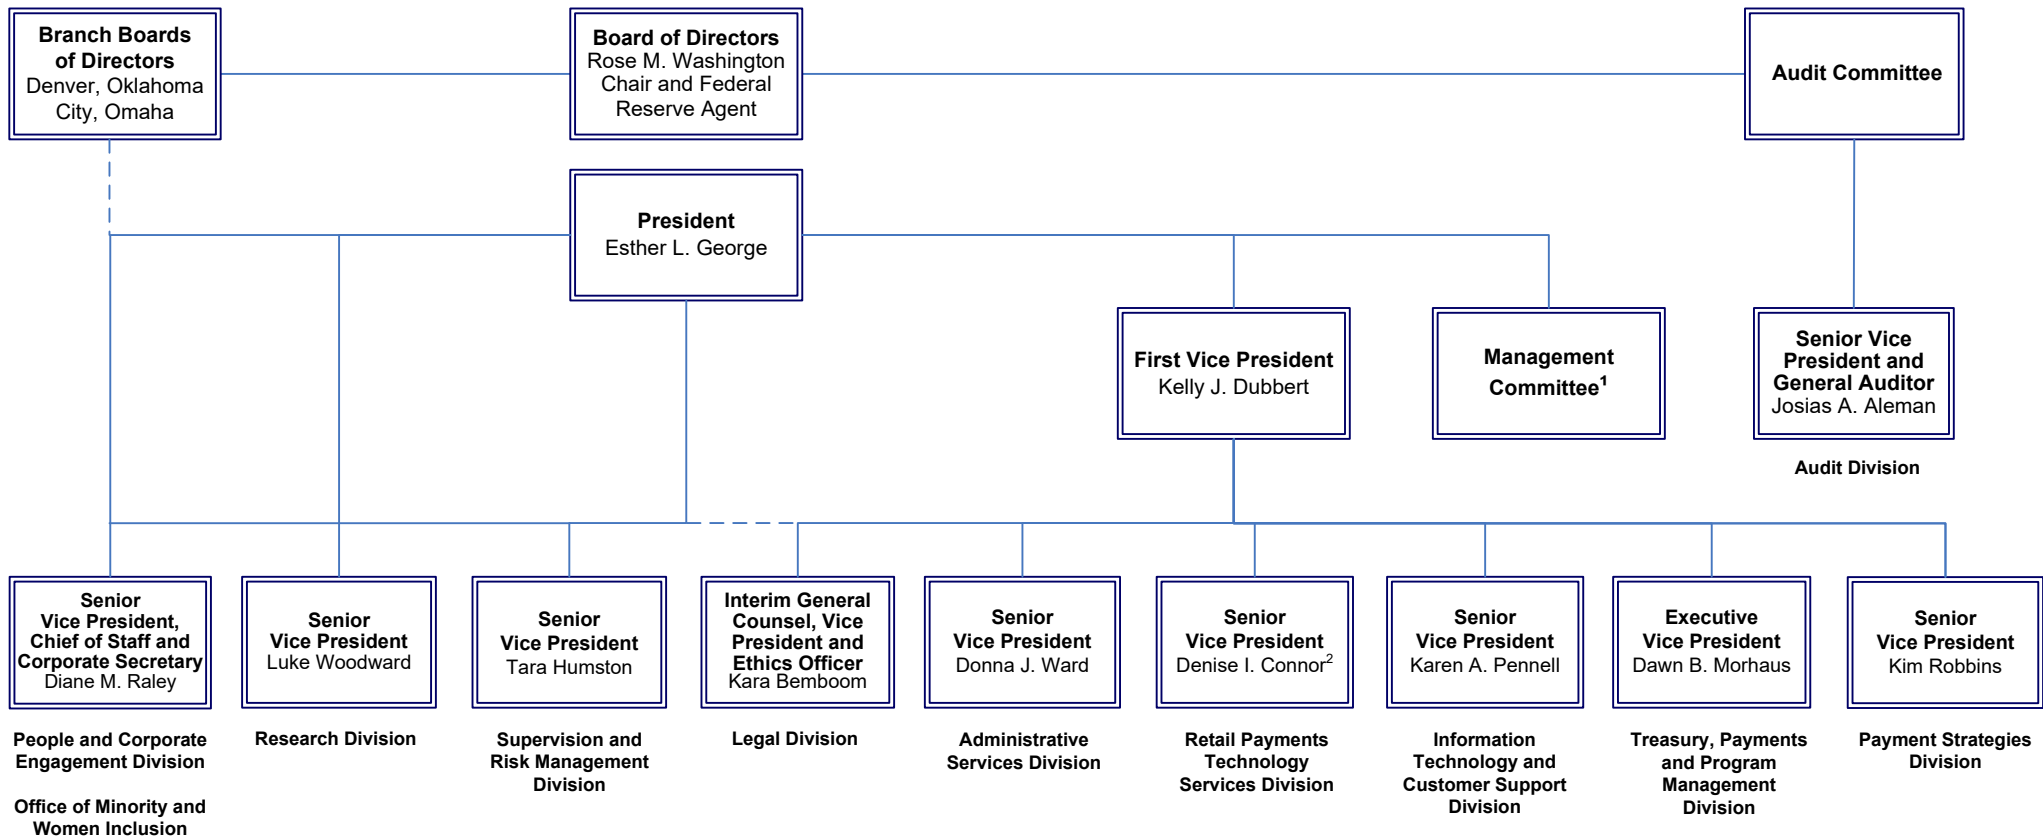 Branch Boards
of Directors
Denver, Oklahoma
City, Omaha
Board of Directors
Rose M. Washington
Chair and Federal
Reserve Agent
Audit Committee
President
Esther L. George
First Vice President
Kelly J. Dubbert
Management
Committee¹
Senior Vice
President and
General Auditor
Josias A. Aleman
Audit Division
Senior
Vice President,
Chief of Staff and
Corporate Secretary
Diane M. Raley
Senior
Vice President
Luke Woodward
Senior
Vice President
Tara Humston
Interim General
Counsel, Vice
President and
Ethics Officer
Kara Bemboom
Senior
Vice President
Donna J. Ward
Senior
Vice President
Denise I. Connor²
Senior
Vice President
Karen A. Pennell
Executive
Vice President
Dawn B. Morhaus
Senior
Vice President
Kim Robbins
People and Corporate
Engagement Division
Office of Minority and
Women Inclusion
Research Division
Supervision and
Risk Management
Division
Legal Division
Administrative
Services Division
Retail Payments
Technology
Services Division
Information
Technology and
Customer Support
Division
Treasury, Payments
and Program
Management
Division
Payment Strategies
Division